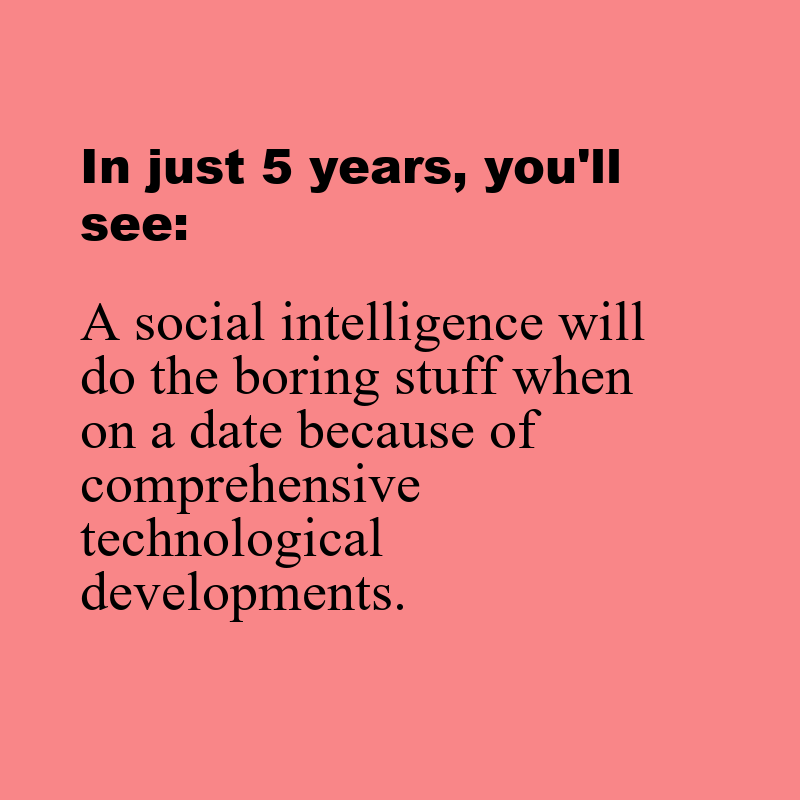 In just 5 years, you'll
see:
A social intelligence will
do the boring stuff when
on a date because of
comprehensive
technological
developments.